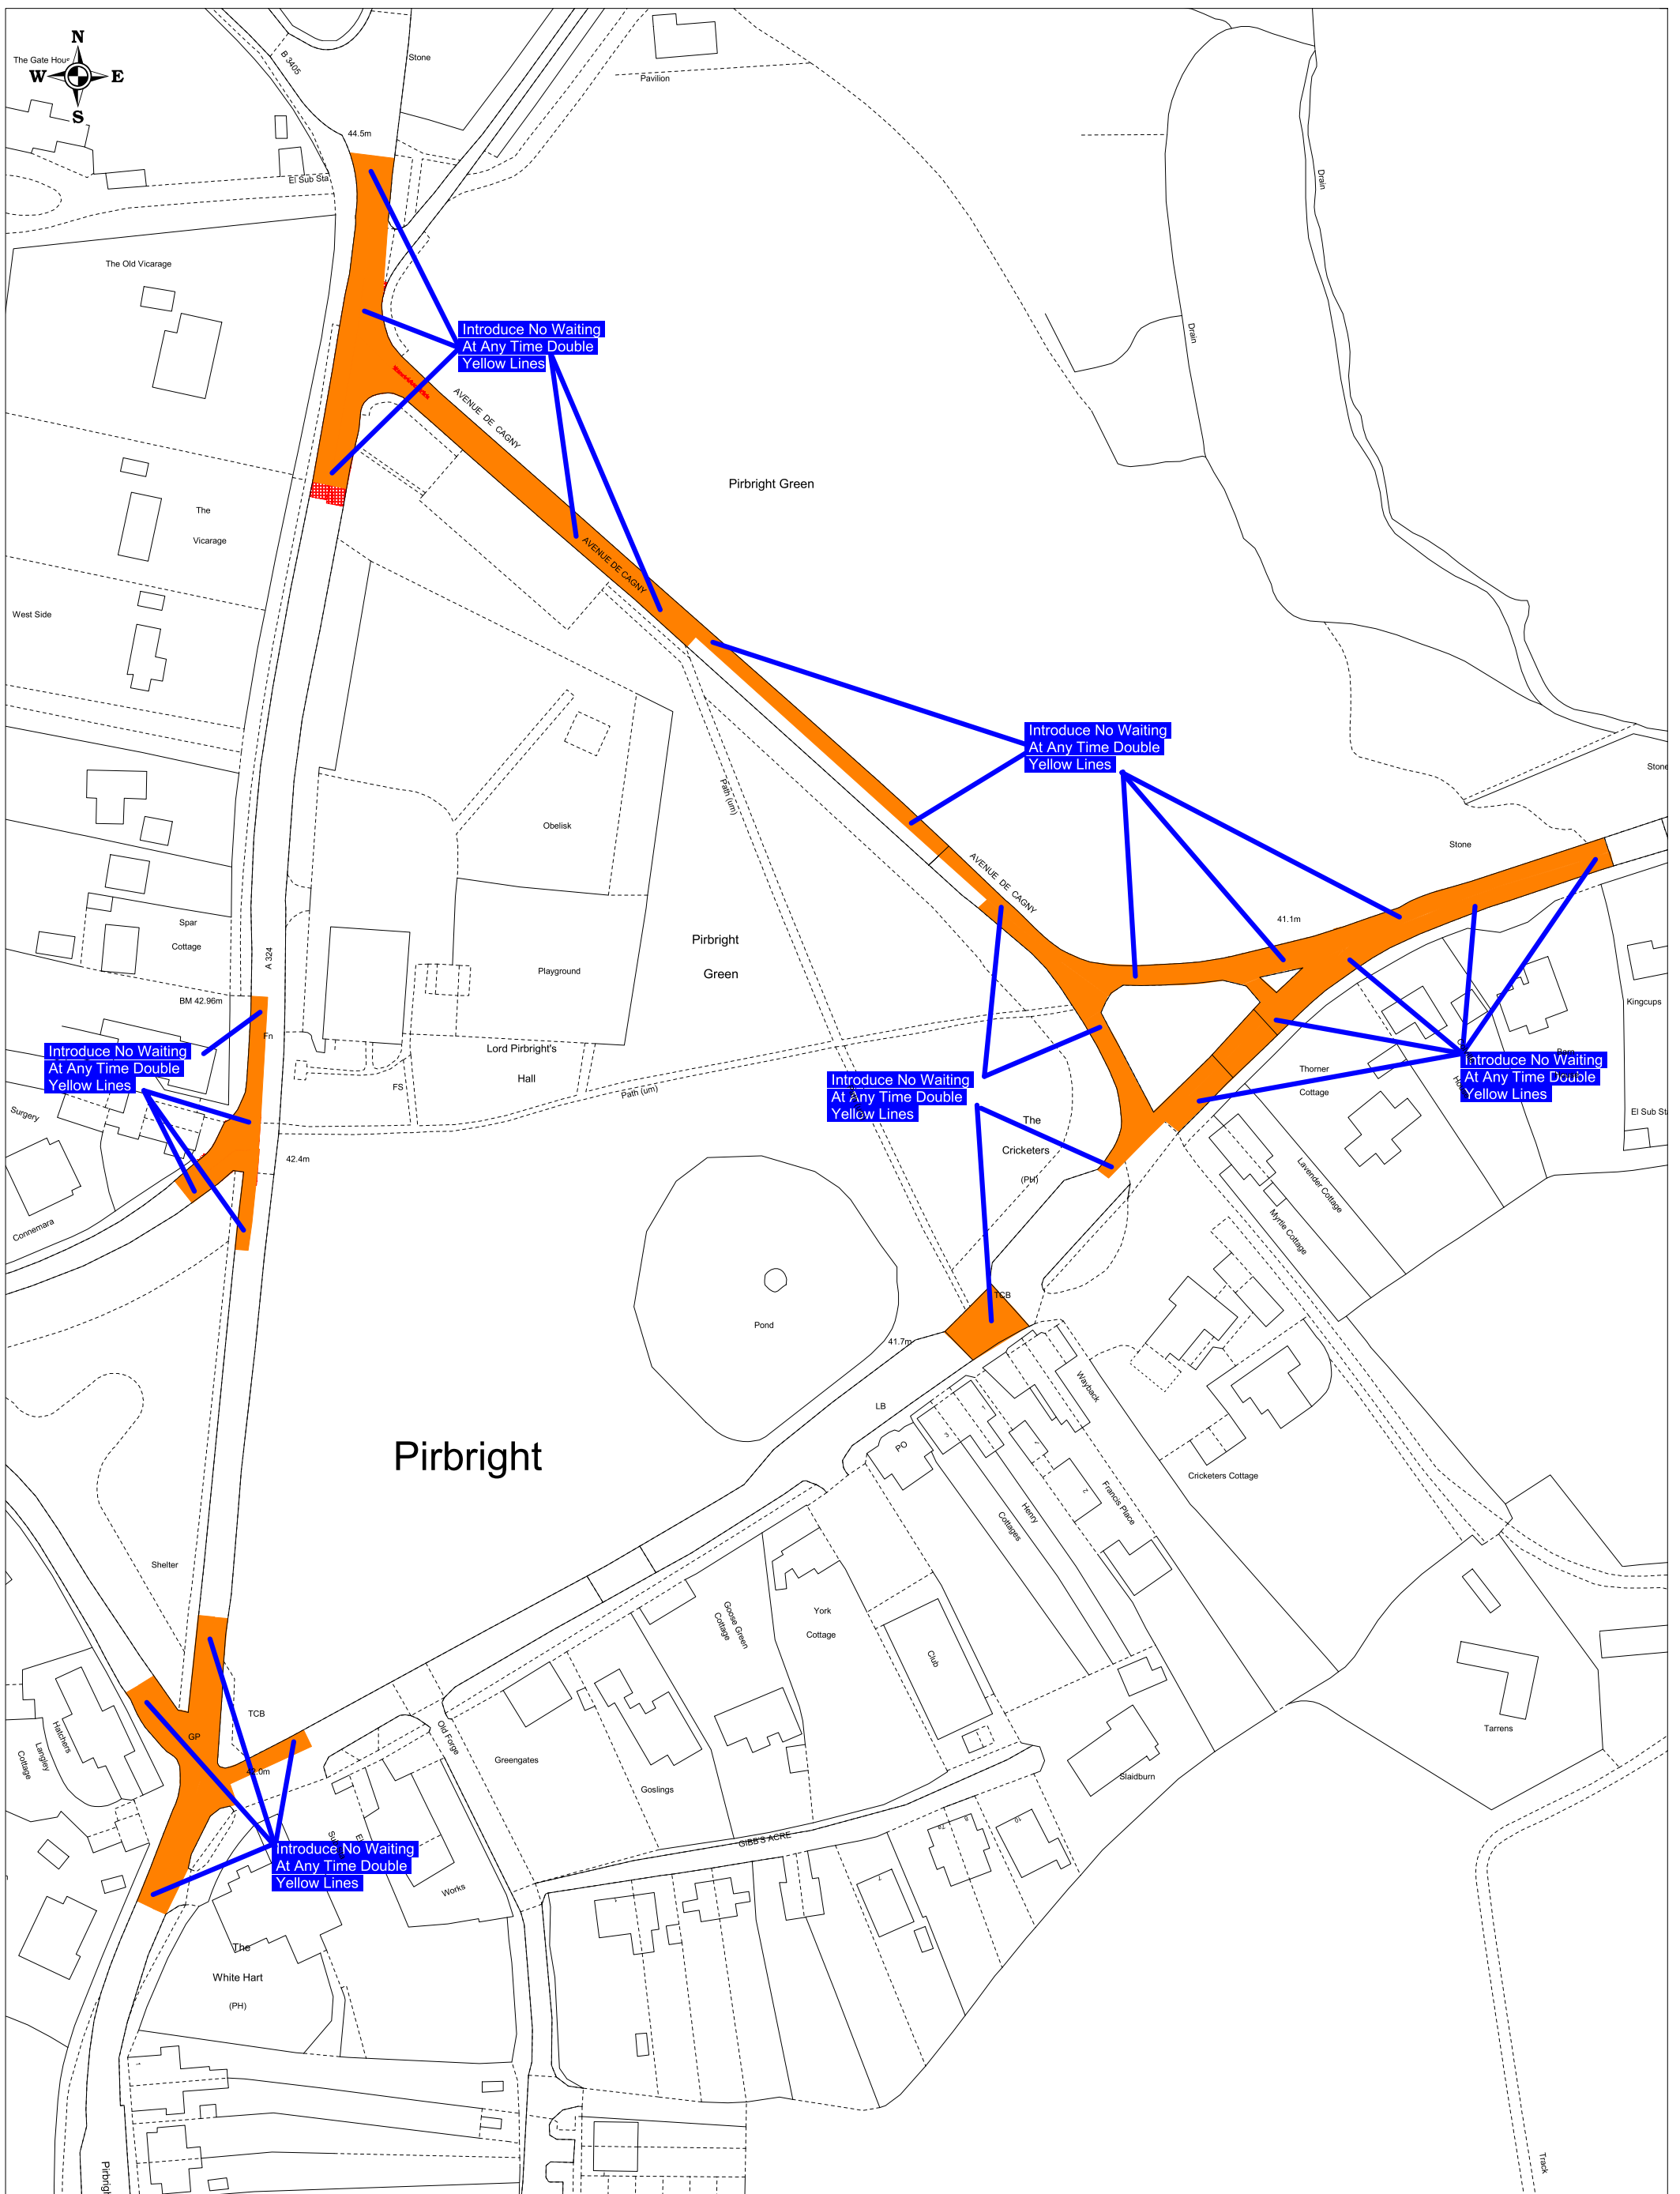 N
W
E
S
The Gate Hous
B 3405
Stone
Pavilion
44.5m
El Sub Sta
Drain
The Old Vicarage
Drain
Introduce No Waiting
At Any Time Double
Yellow Lines
AVENUE DE CAGNY
Pirbright Green
The
Vicarage
AVENUE DE CAGNY
West Side
Introduce No Waiting
At Any Time Double
Yellow Lines
Stone
Path (um)
Obelisk
Stone
AVENUE DE CAGNY
Spar
Cottage
41.1m
A 324
Pirbright
Green
Playground
BM 42.96m
Kingcups
Fn
Introduce No Waiting
At Any Time Double
Yellow Lines
Lord Pirbright's
Hall
FS
Path (um)
Introduce No Waiting
At Any Time Double
Yellow Lines
Introduce No Waiting
At Any Time Double
Yellow Lines
Thorner
Cottage
Surgery
El Sub Sta
The
Cricketers
(PH)
42.4m
Lavender Cottage
Connemara
Myrtle Cottage
TCB
Pond
41.7m
Wayback
LB
PO
Pirbright
Cricketers Cottage
Francis Place
Henry
Cottages
Shelter
Goose Green
Cottage
York
Cottage
Club
TCB
GP
Hatchers
Langley
Cottage
Old Forge
Tarrens
Greengates
42.0m
Goslings
Slaidburn
GIBB'S ACRE
Introduce No Waiting
At Any Time Double
Yellow Lines
Works
The
White Hart
(PH)
Track